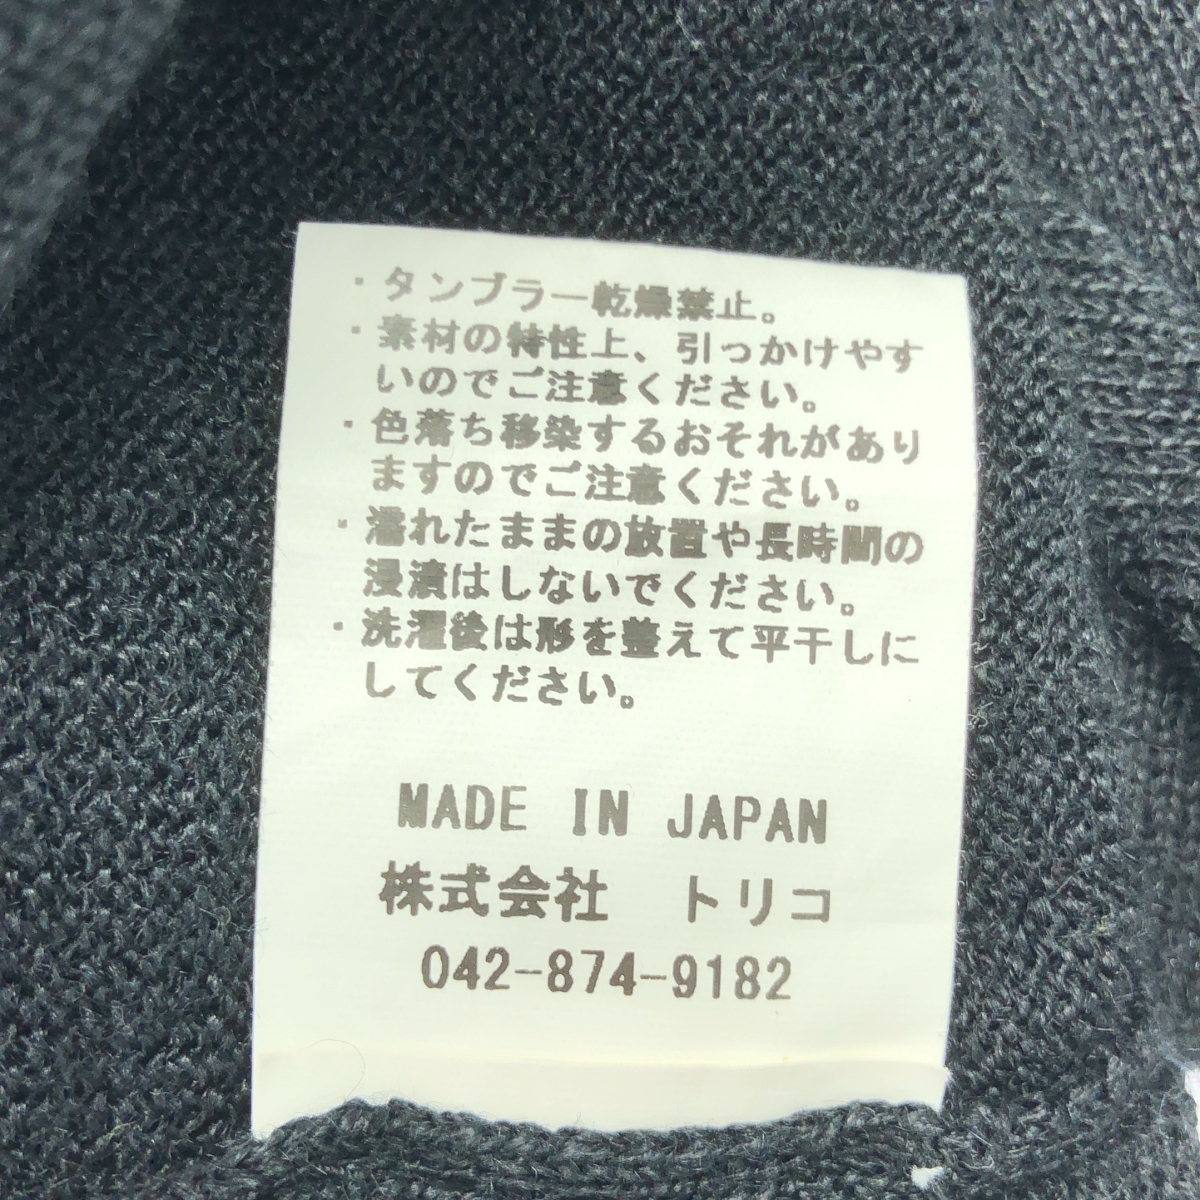 ・タンブラー乾燥禁止。
・素材の特性上、引っかけやす
いのでご注意ください。
・色落ち移染するおそれがあり
ますのでご注意ください。
・濡れたままの放置や長時間の
浸漬はしないでください。
・洗濯後は形を整えて平干しに
してください。
MADE IN JAPAN
株式会社 トリコ
042-874-9182